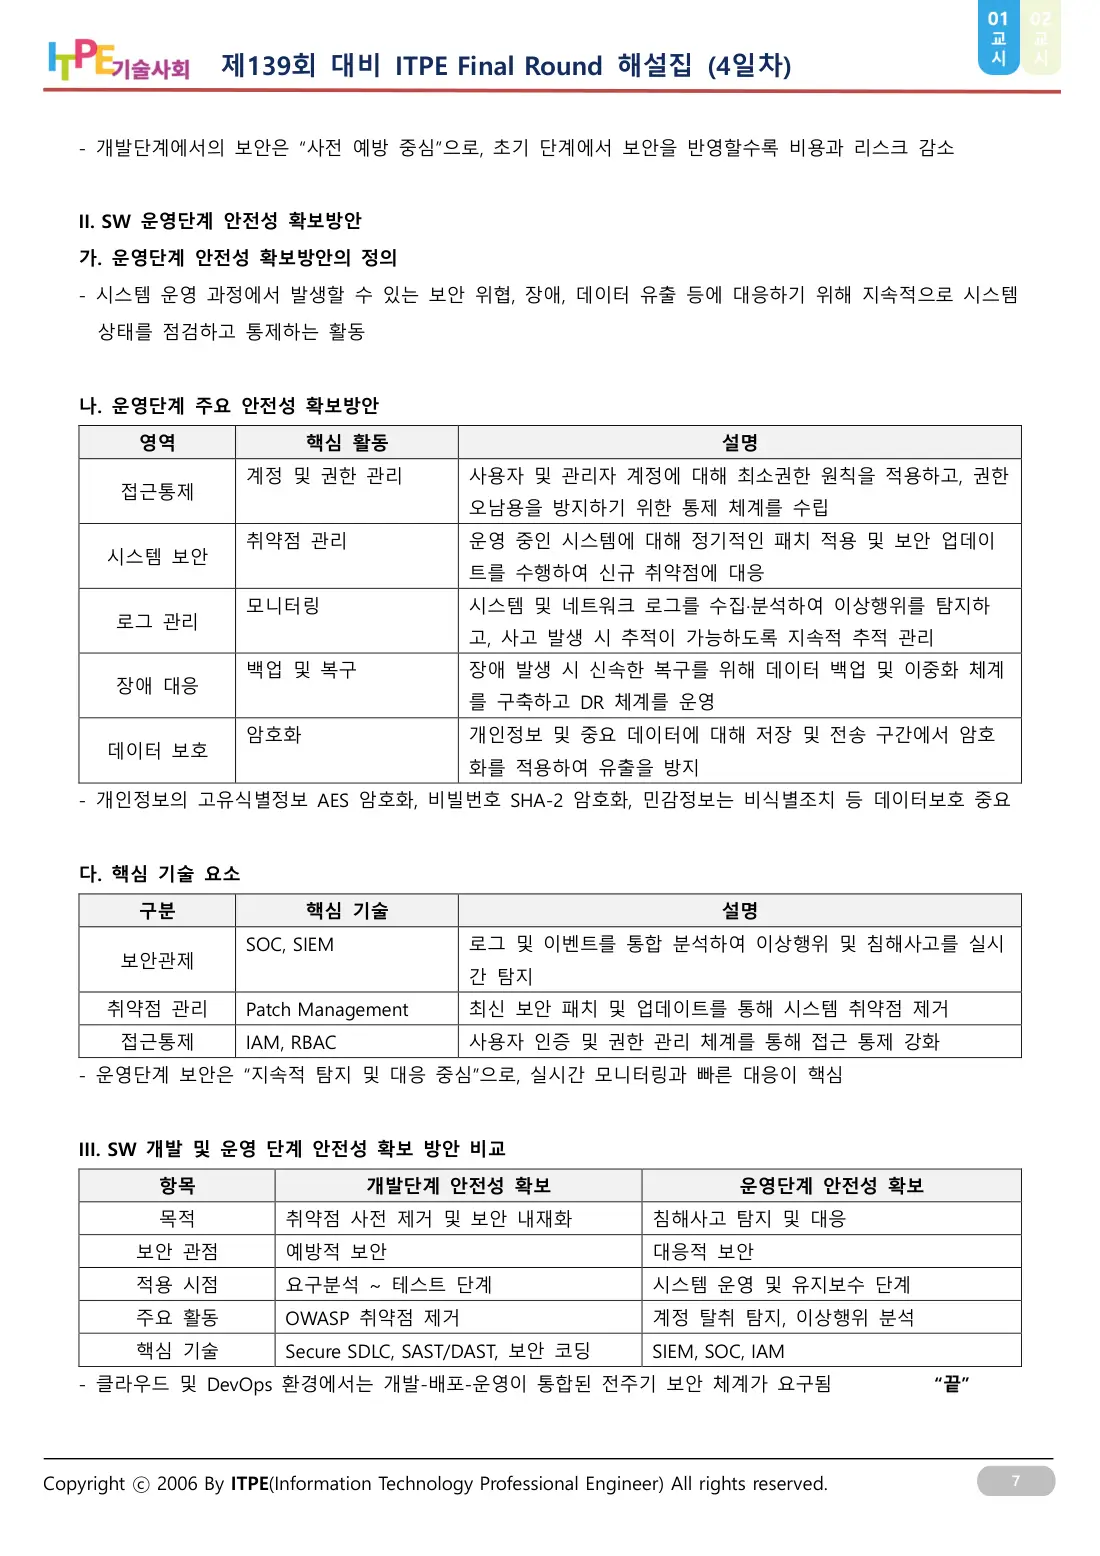 ITPE기술사회 제139회 대비 ITPE Final Round 해설집 (4일차)
01
교
시
02
교
시
- 개발단계에서의 보안은 “사전 예방 중심”으로, 초기 단계에서 보안을 반영할수록 비용과 리스크 감소
II. SW 운영단계 안전성 확보방안
가. 운영단계 안전성 확보방안의 정의
- 시스템 운영 과정에서 발생할 수 있는 보안 위협, 장애, 데이터 유출 등에 대응하기 위해 지속적으로 시스템
상태를 점검하고 통제하는 활동
나. 운영단계 주요 안전성 확보방안
영역 핵심 활동 설명
접근통제 계정 및 권한 관리 사용자 및 관리자 계정에 대해 최소권한 원칙을 적용하고, 권한
오남용을 방지하기 위한 통제 체계를 수립
시스템 보안 취약점 관리 운영 중인 시스템에 대해 정기적인 패치 적용 및 보안 업데이
트를 수행하여 신규 취약점에 대응
로그 관리 모니터링 시스템 및 네트워크 로그를 수집·분석하여 이상행위를 탐지하
고, 사고 발생 시 추적이 가능하도록 지속적 추적 관리
장애 대응 백업 및 복구 장애 발생 시 신속한 복구를 위해 데이터 백업 및 이중화 체계
를 구축하고 DR 체계를 운영
데이터 보호 암호화 개인정보 및 중요 데이터에 대해 저장 및 전송 구간에서 암호
화를 적용하여 유출을 방지
- 개인정보의 고유식별정보 AES 암호화, 비빌번호 SHA-2 암호화, 민감정보는 비식별조치 등 데이터보호 중요
다. 핵심 기술 요소
구분 핵심 기술 설명
보안관제 SOC, SIEM 로그 및 이벤트를 통합 분석하여 이상행위 및 침해사고를 실시
간 탐지
취약점 관리 Patch Management 최신 보안 패치 및 업데이트를 통해 시스템 취약점 제거
접근통제 IAM, RBAC 사용자 인증 및 권한 관리 체계를 통해 접근 통제 강화
- 운영단계 보안은 “지속적 탐지 및 대응 중심”으로, 실시간 모니터링과 빠른 대응이 핵심
III. SW 개발 및 운영 단계 안전성 확보 방안 비교
항목 개발단계 안전성 확보 운영단계 안전성 확보
목적 취약점 사전 제거 및 보안 내재화 침해사고 탐지 및 대응
보안 관점 예방적 보안 대응적 보안
적용 시점 요구분석 ~ 테스트 단계 시스템 운영 및 유지보수 단계
주요 활동 OWASP 취약점 제거 계정 탈취 탐지, 이상행위 분석
핵심 기술 Secure SDLC, SAST/DAST, 보안 코딩 SIEM, SOC, IAM
- 클라우드 및 DevOps 환경에서는 개발-배포-운영이 통합된 전주기 보안 체계가 요구됨 “끝”
Copyright ⓒ 2006 By ITPE(Information Technology Professional Engineer) All rights reserved. 7